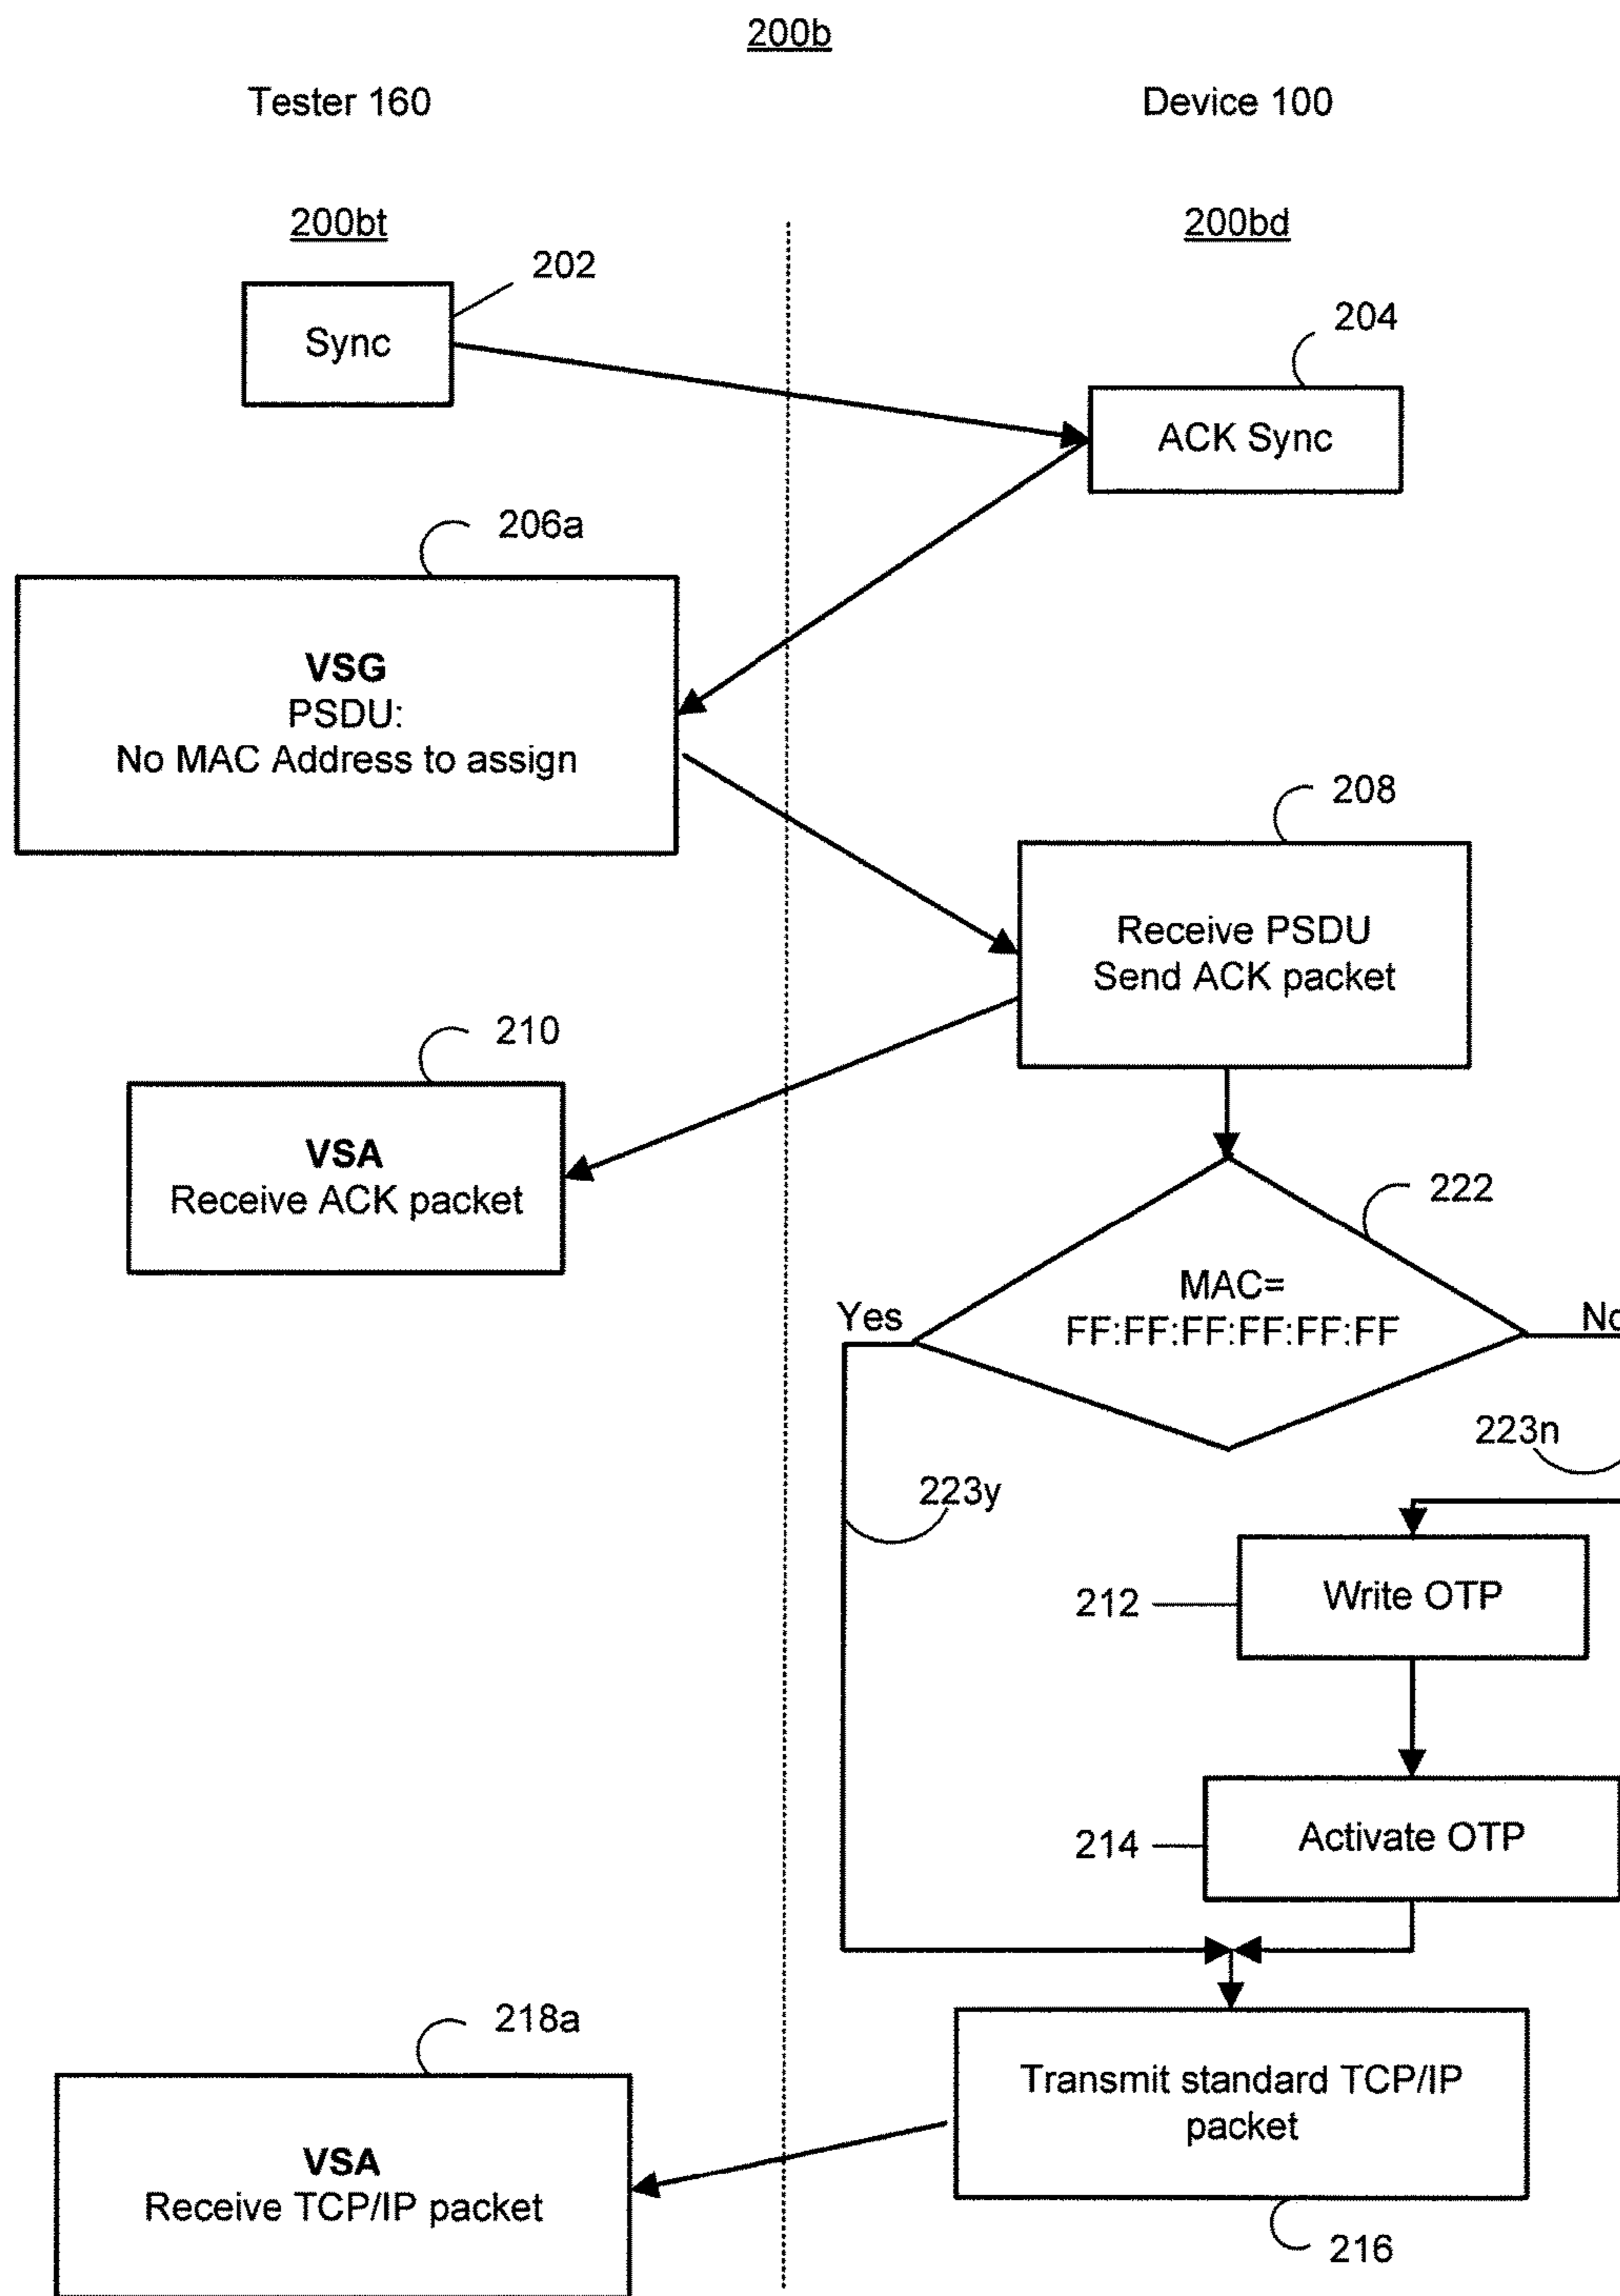 200b
Tester 160
Device 100
200bt
200bd
202
Sync
204
ACK Sync
206a
VSG
PSDU:
No MAC Address to assign
208
Receive PSDU
Send ACK packet
210
VSA
Receive ACK packet
222
MAC=
FF:FF:FF:FF:FF:FF
Yes
No
223n
223y
212
Write OTP
214
Activate OTP
218a
VSA
Receive TCP/IP packet
Transmit standard TCP/IP
packet
216